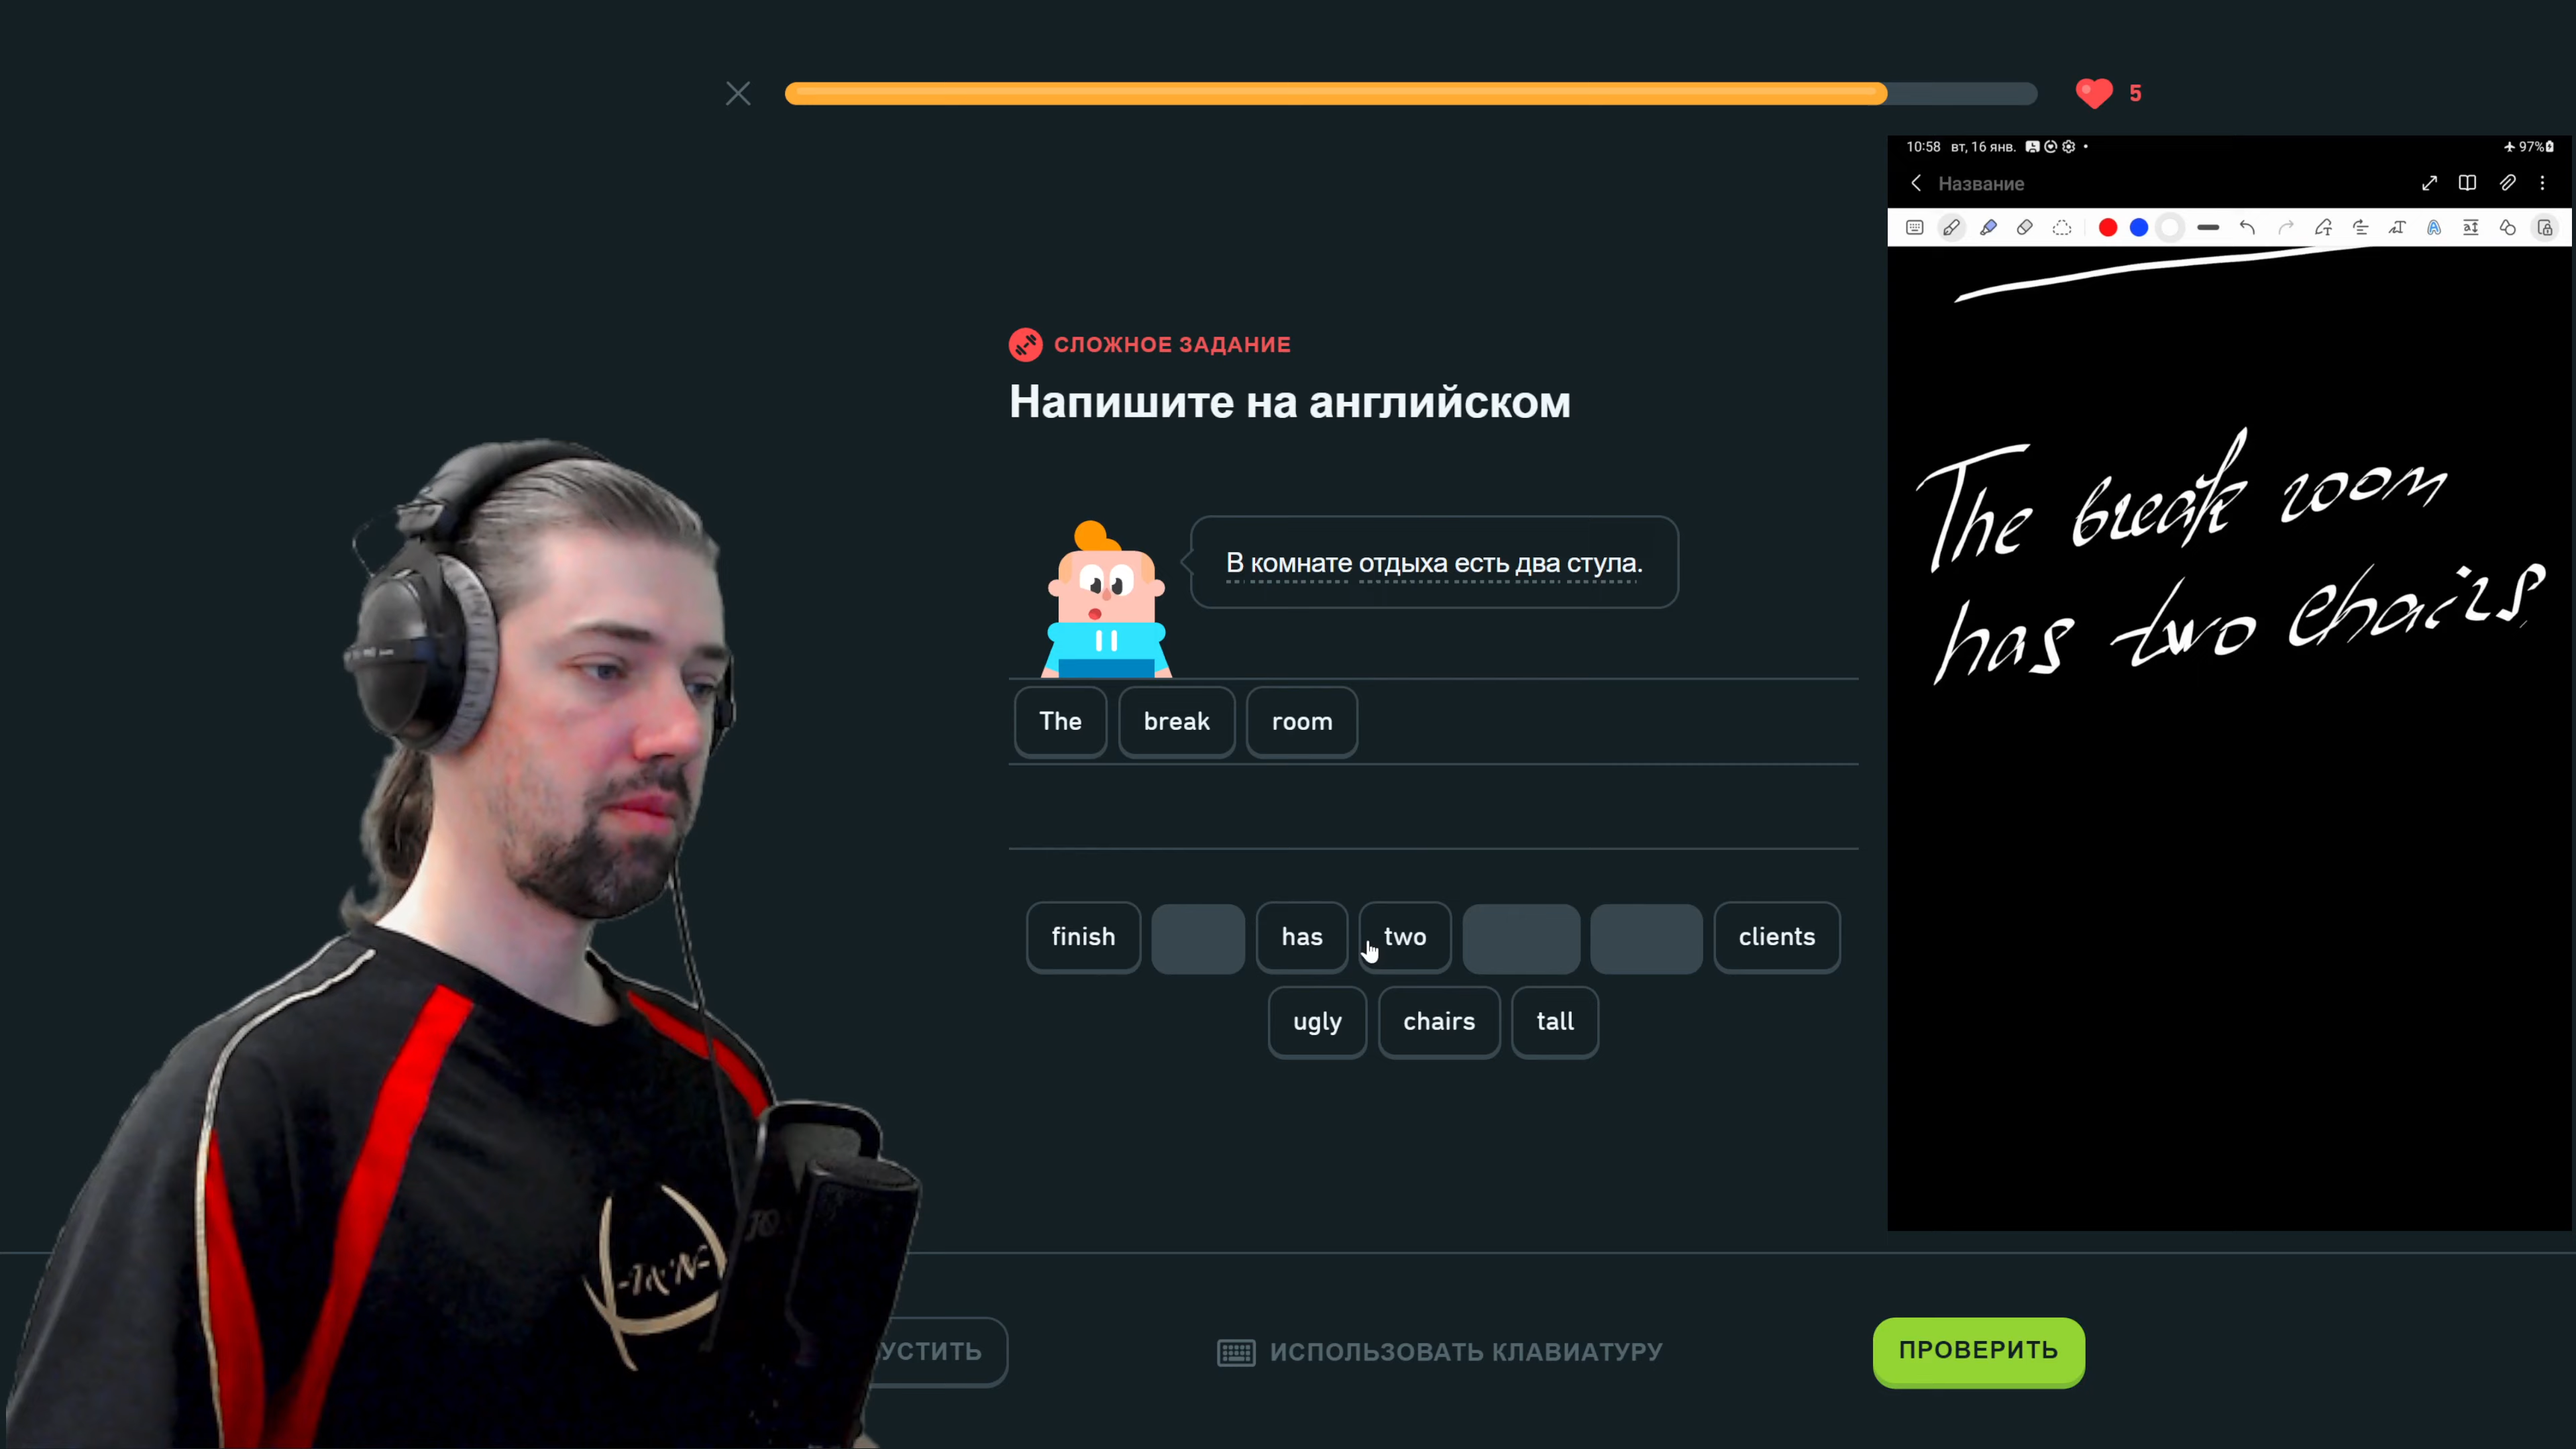 5
10:58 вт, 16 янв. 97%
Название
СЛОЖНОЕ ЗАДАНИЕ
Напишите на английском
В комнате отдыха есть два стула.
The break room
has two chairs.
The break room
finish has two clients
ugly chairs tall
УСТИТЬ ИСПОЛЬЗОВАТЬ КЛАВИАТУРУ ПРОВЕРИТЬ